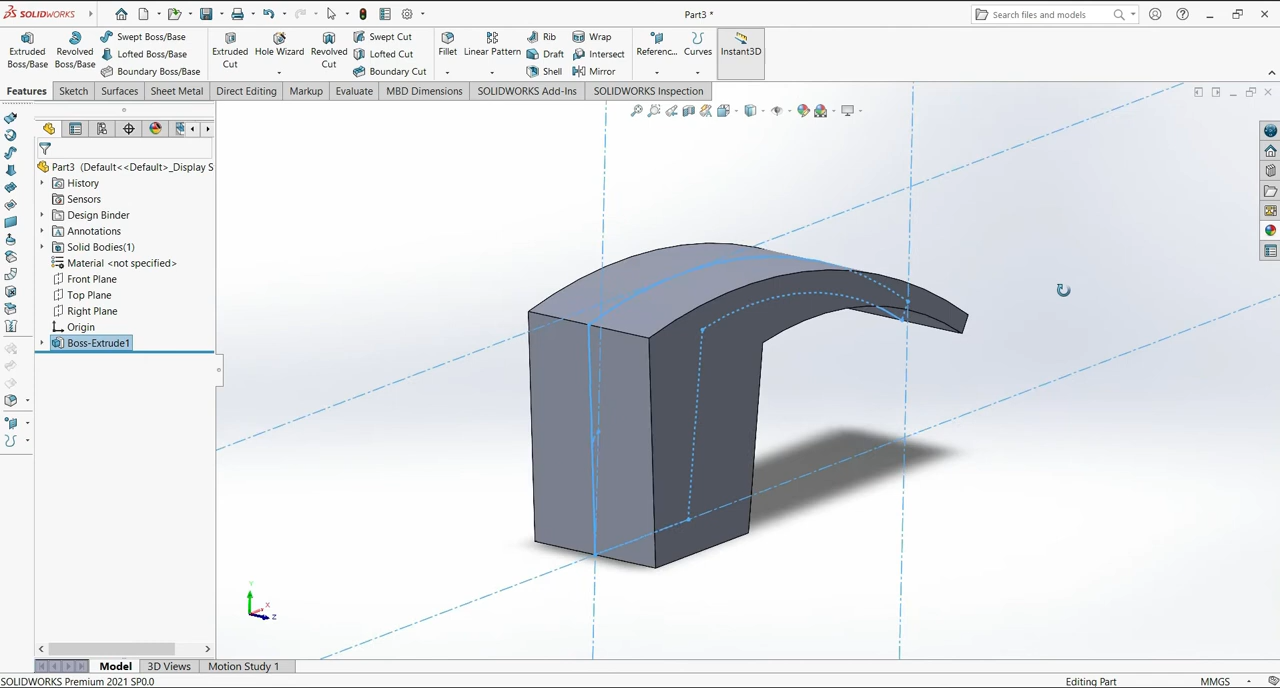 SOLIDWORKS
Part3 *
Search files and models
Extruded Boss/Base
Revolved Boss/Base
Swept Boss/Base
Lofted Boss/Base
Boundary Boss/Base
Extruded Cut
Hole Wizard
Revolved Cut
Swept Cut
Lofted Cut
Boundary Cut
Fillet
Linear Pattern
Rib
Draft
Shell
Wrap
Intersect
Mirror
Referenc...
Curves
Instant3D
Features
Sketch
Surfaces
Sheet Metal
Direct Editing
Markup
Evaluate
MBD Dimensions
SOLIDWORKS Add-Ins
SOLIDWORKS Inspection
Part3 (Default<<Default>_Display S
History
Sensors
Design Binder
Annotations
Solid Bodies(1)
Material <not specified>
Front Plane
Top Plane
Right Plane
Origin
Boss-Extrude1
Y
X
Z
Model
3D Views
Motion Study 1
SOLIDWORKS Premium 2021 SP0.0
Editing Part
MMGS